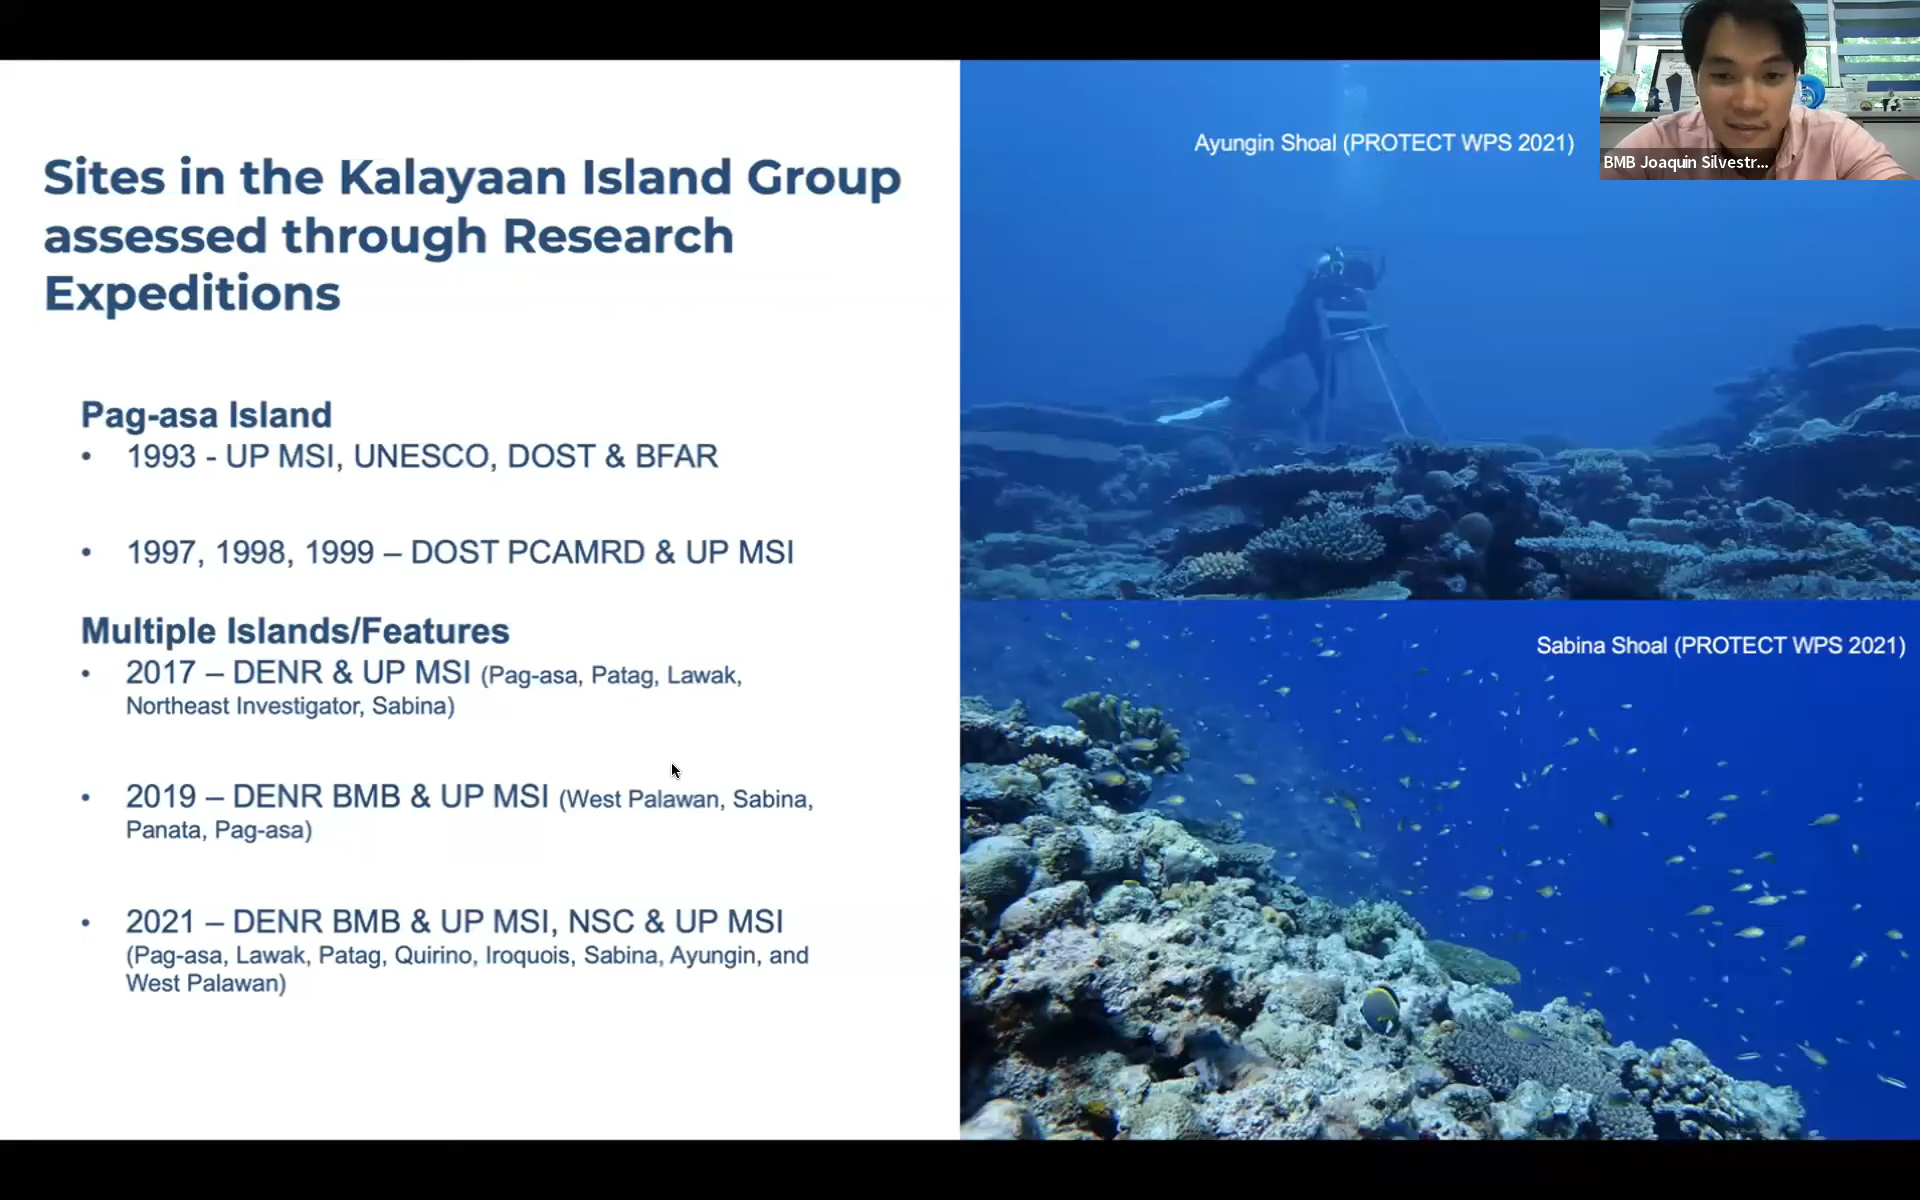 Sites in the Kalayaan Island Group
assessed through Research
Expeditions
Pag-asa Island
• 1993 - UP MSI, UNESCO, DOST & BFAR
• 1997, 1998, 1999 – DOST PCAMRD & UP MSI
Multiple Islands/Features
• 2017 – DENR & UP MSI (Pag-asa, Patag, Lawak,
Northeast Investigator, Sabina)
• 2019 – DENR BMB & UP MSI (West Palawan, Sabina,
Panata, Pag-asa)
• 2021 – DENR BMB & UP MSI, NSC & UP MSI
(Pag-asa, Lawak, Patag, Quirino, Iroquois, Sabina, Ayungin, and
West Palawan)
Ayungin Shoal (PROTECT WPS 2021)
BMB Joaquin Silvestr...
Sabina Shoal (PROTECT WPS 2021)